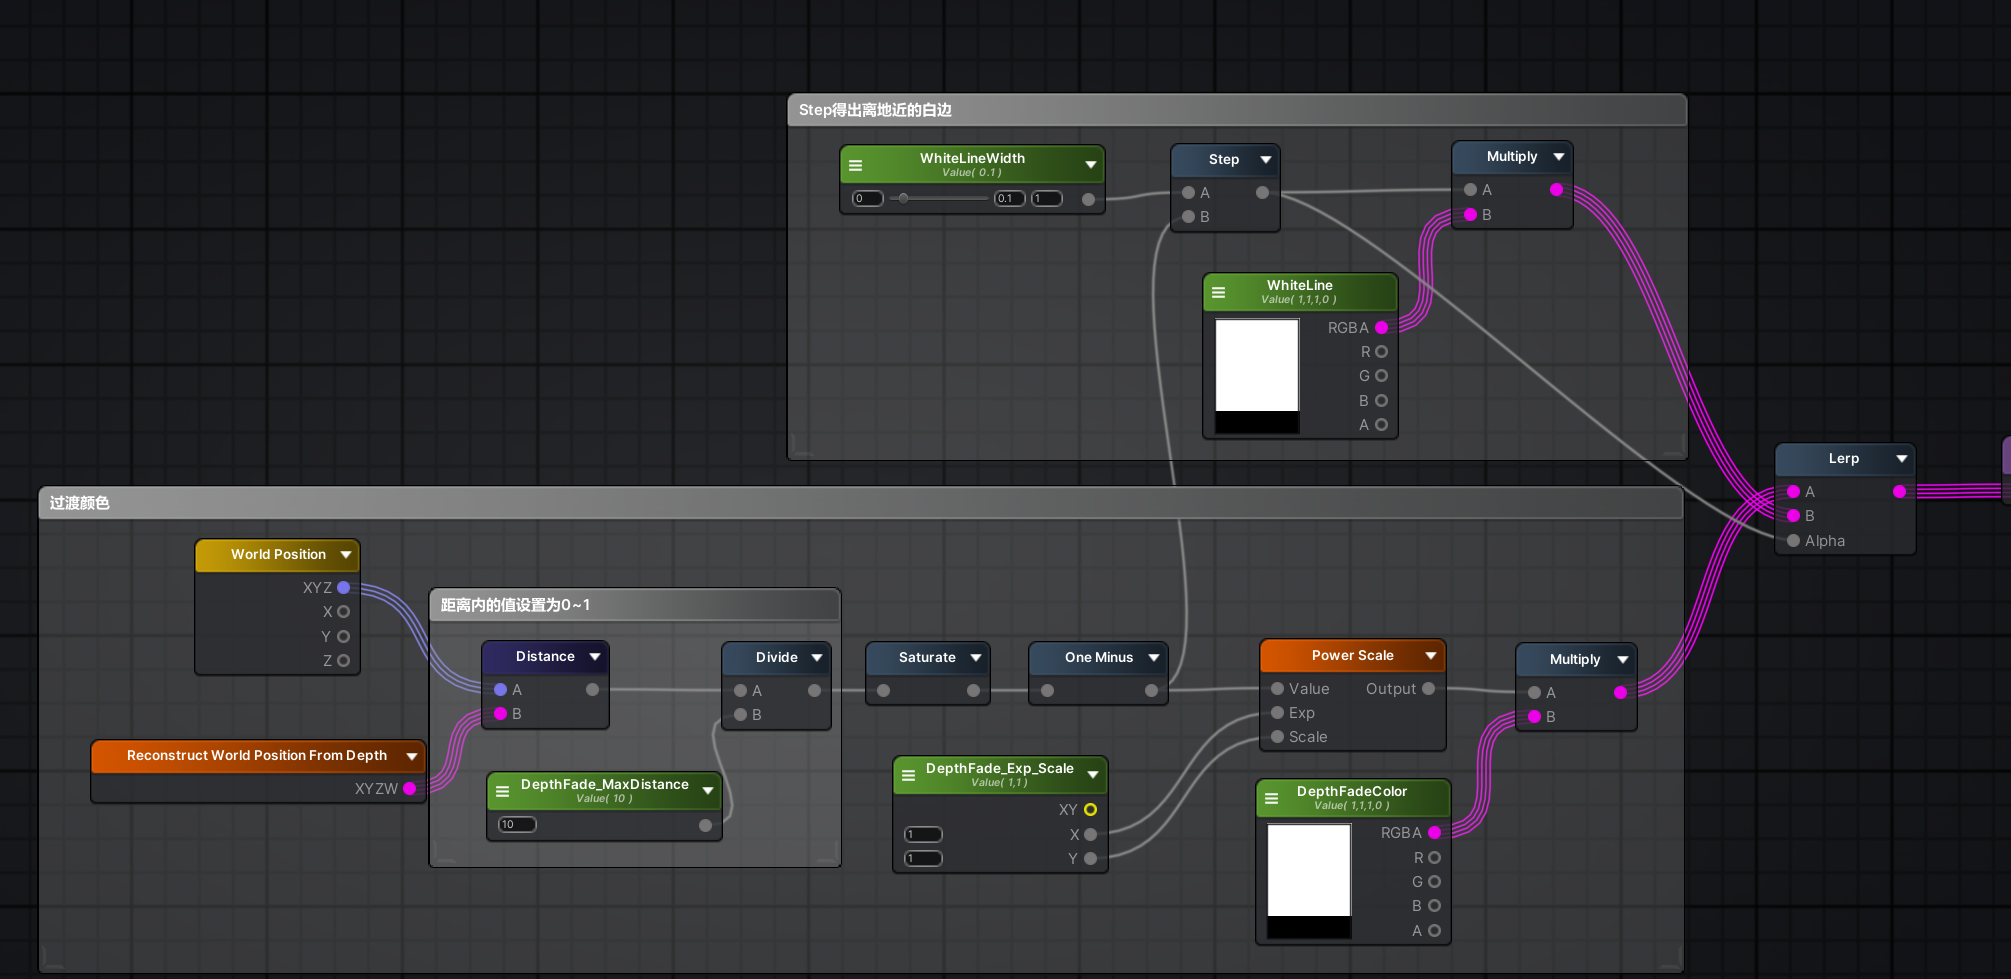 Step得出离地近的白边
WhiteLineWidth
Value( 0.1 )
0
0.1
1
Step
A
B
Multiply
A
B
WhiteLine
Value( 1,1,1,0 )
RGBA
R
G
B
A
Lerp
A
B
Alpha
过渡颜色
World Position
XYZ
X
Y
Z
Reconstruct World Position From Depth
XYZW
距离内的值设置为0~1
Distance
A
B
Divide
A
B
DepthFade_MaxDistance
Value( 10 )
10
Saturate
One Minus
DepthFade_Exp_Scale
Value( 1,1 )
XY
1
X
1
Y
Power Scale
Value
Output
Exp
Scale
DepthFadeColor
Value( 1,1,1,0 )
RGBA
R
G
B
A
Multiply
A
B